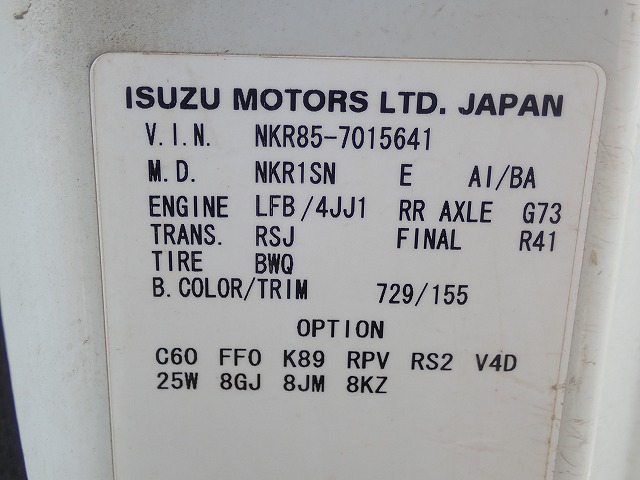 ISUZU MOTORS LTD. JAPAN
V.I.N. NKR85-7015641
M.D. NKR1SN E AI/BA
ENGINE LFB/4JJ1 RR AXLE G73
TRANS. RSJ FINAL R41
TIRE BWQ
B.COLOR/TRIM 729/155
OPTION
C60 FF0 K89 RPV RS2 V4D
25W 8GJ 8JM 8KZ